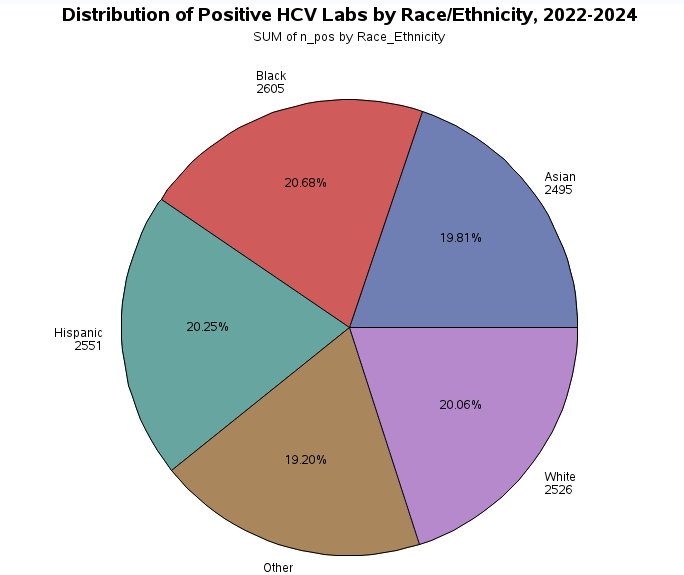 Distribution of Positive HCV Labs by Race/Ethnicity, 2022-2024
SUM of n_pos by Race_Ethnicity
Black
2605
Asian
2495
20.68%
19.81%
Hispanic
2551
20.25%
20.06%
19.20%
White
2526
Other